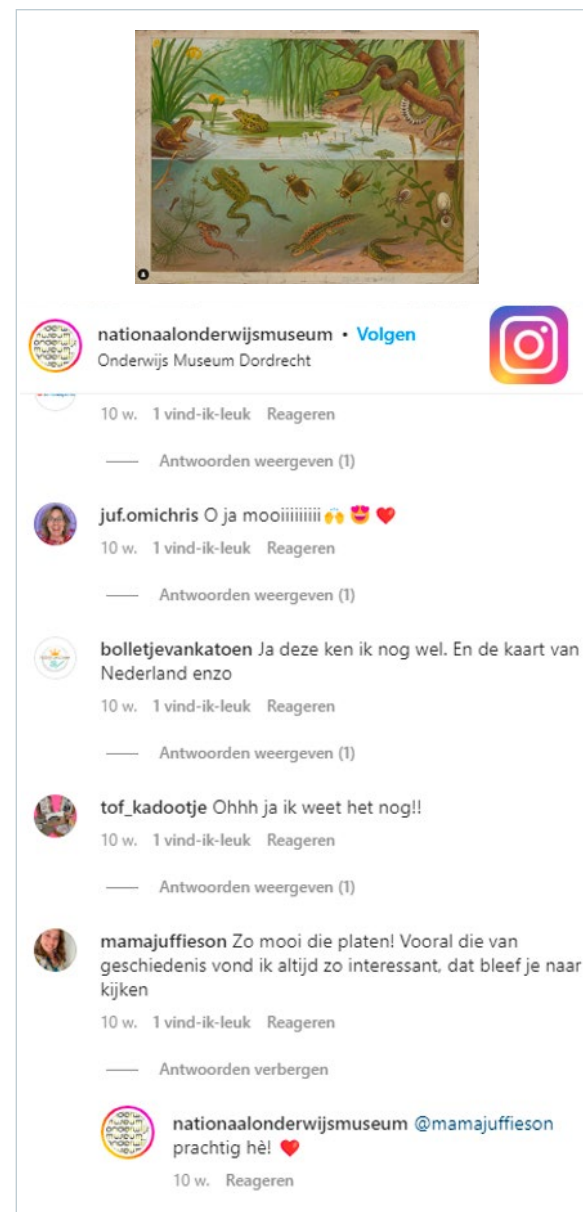 nationaalonderwijsmuseum • Volgen
Onderwijs Museum Dordrecht
10 w. 1 vind-ik-leuk Reageren
Antwoorden weergeven (1)
juf.omichris O ja mooiiiiiiiii 🙌 😍 ❤️
10 w. 1 vind-ik-leuk Reageren
Antwoorden weergeven (1)
bolletjevankatoen Ja deze ken ik nog wel. En de kaart van
Nederland enzo
10 w. 1 vind-ik-leuk Reageren
Antwoorden weergeven (1)
tof_kadootje Ohhh ja ik weet het nog!!
10 w. 1 vind-ik-leuk Reageren
Antwoorden weergeven (1)
mamajuffieson Zo mooi die platen! Vooral die van
geschiedenis vond ik altijd zo interessant, dat bleef je naar
kijken
10 w. 1 vind-ik-leuk Reageren
Antwoorden verbergen
nationaalonderwijsmuseum @mamajuffieson
prachtig hè! ❤️
10 w. Reageren